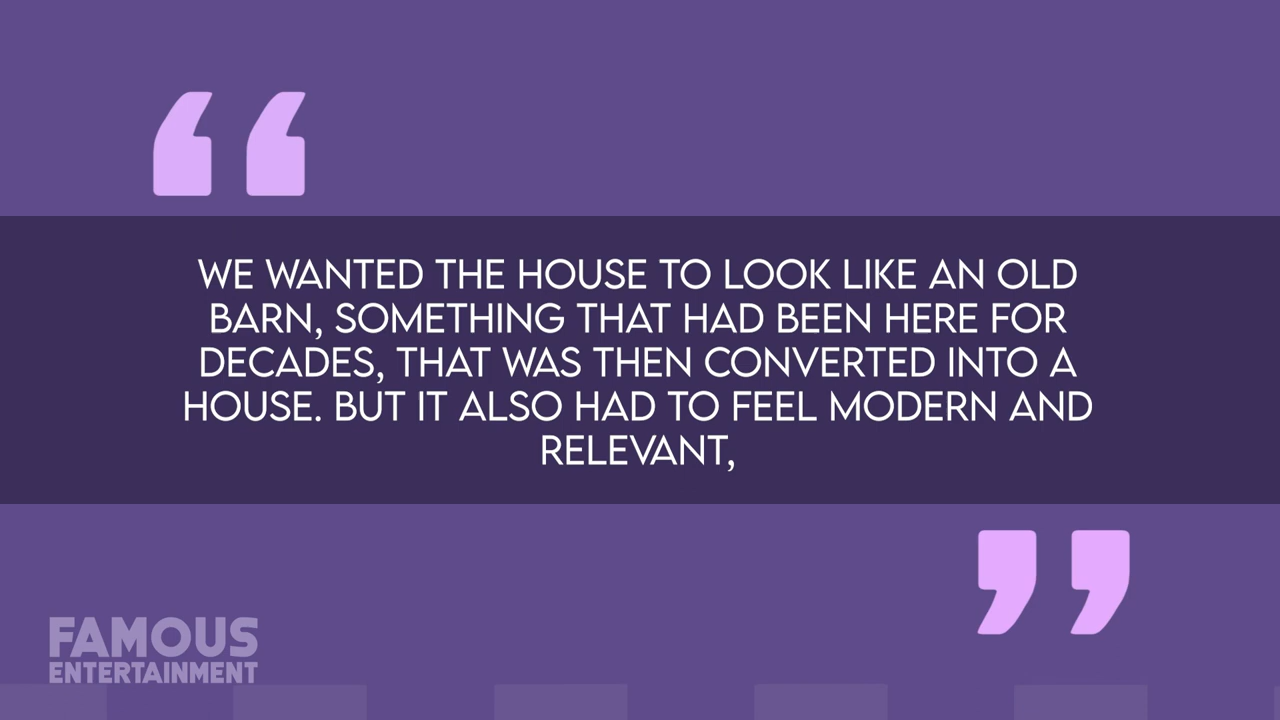 WE WANTED THE HOUSE TO LOOK LIKE AN OLD
BARN, SOMETHING THAT HAD BEEN HERE FOR
DECADES, THAT WAS THEN CONVERTED INTO A
HOUSE. BUT IT ALSO HAD TO FEEL MODERN AND
RELEVANT,
FAMOUS
ENTERTAINMENT